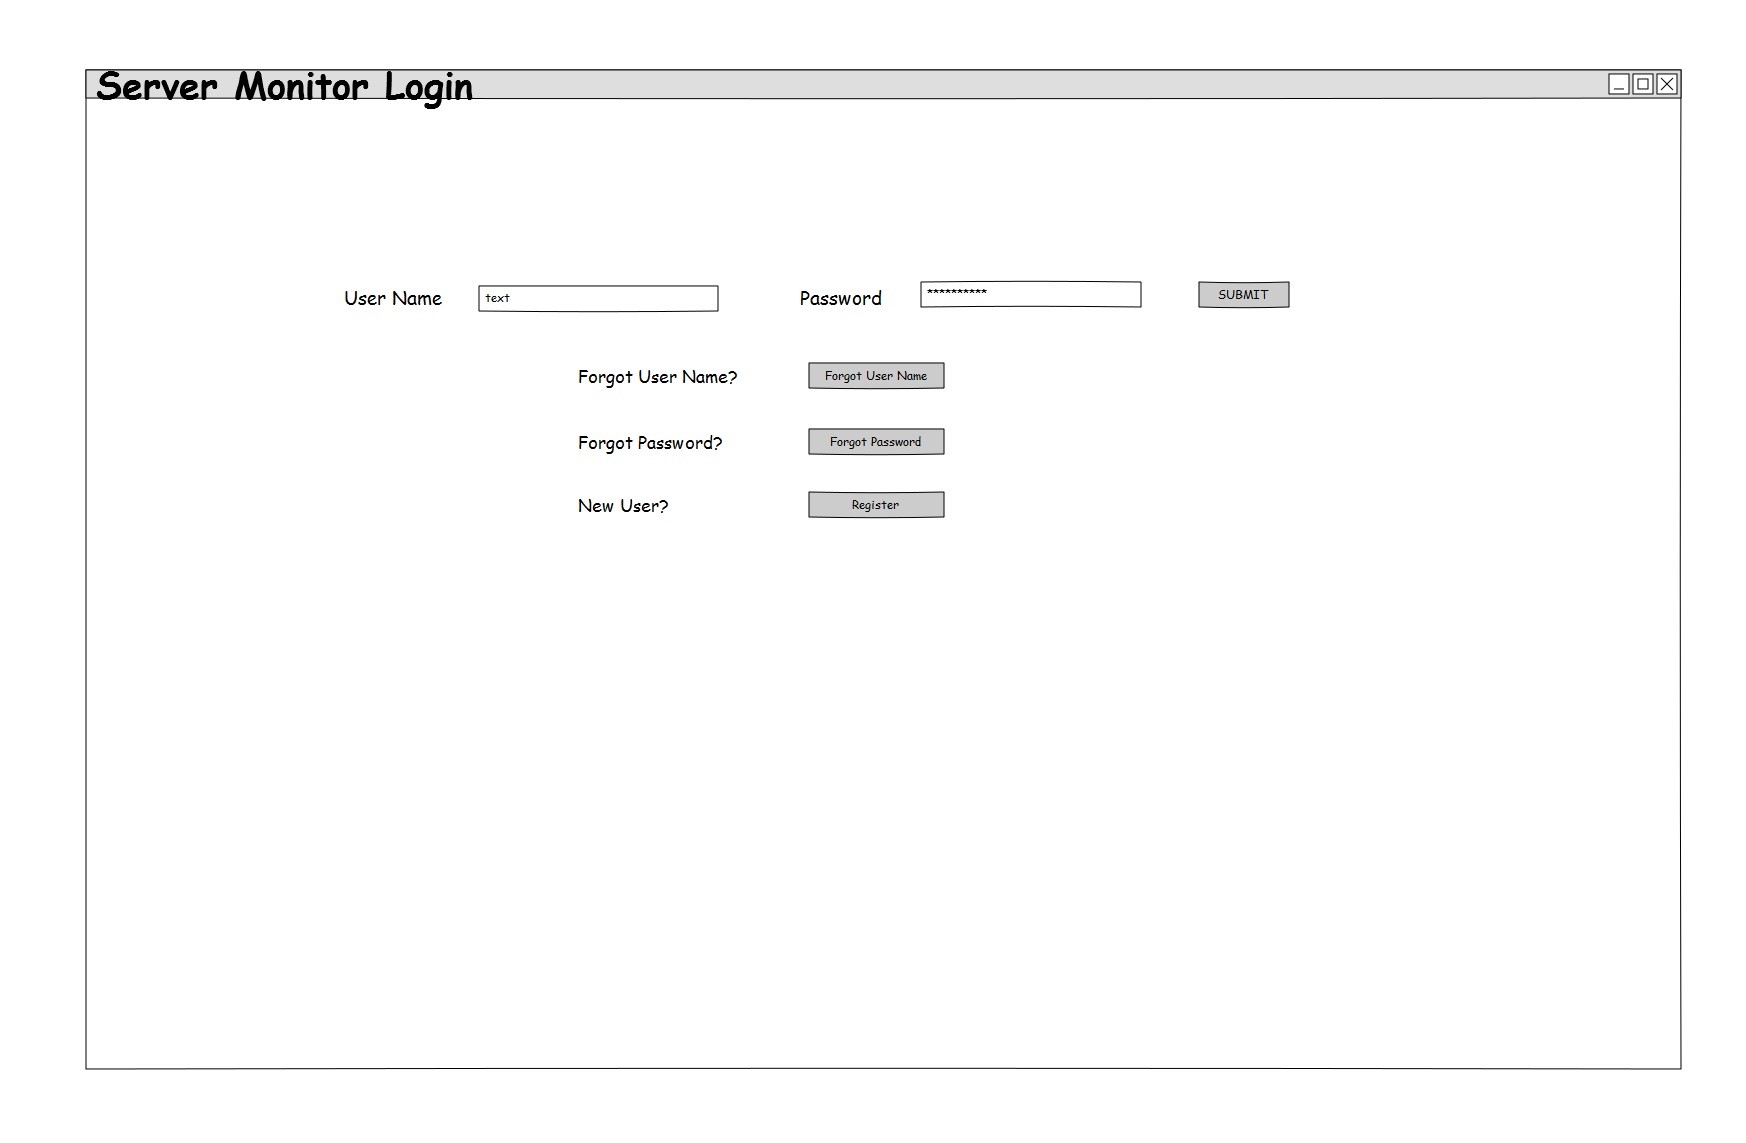 Server Monitor Login
User Name text Password ********** SUBMIT
Forgot User Name? Forgot User Name
Forgot Password? Forgot Password
New User? Register